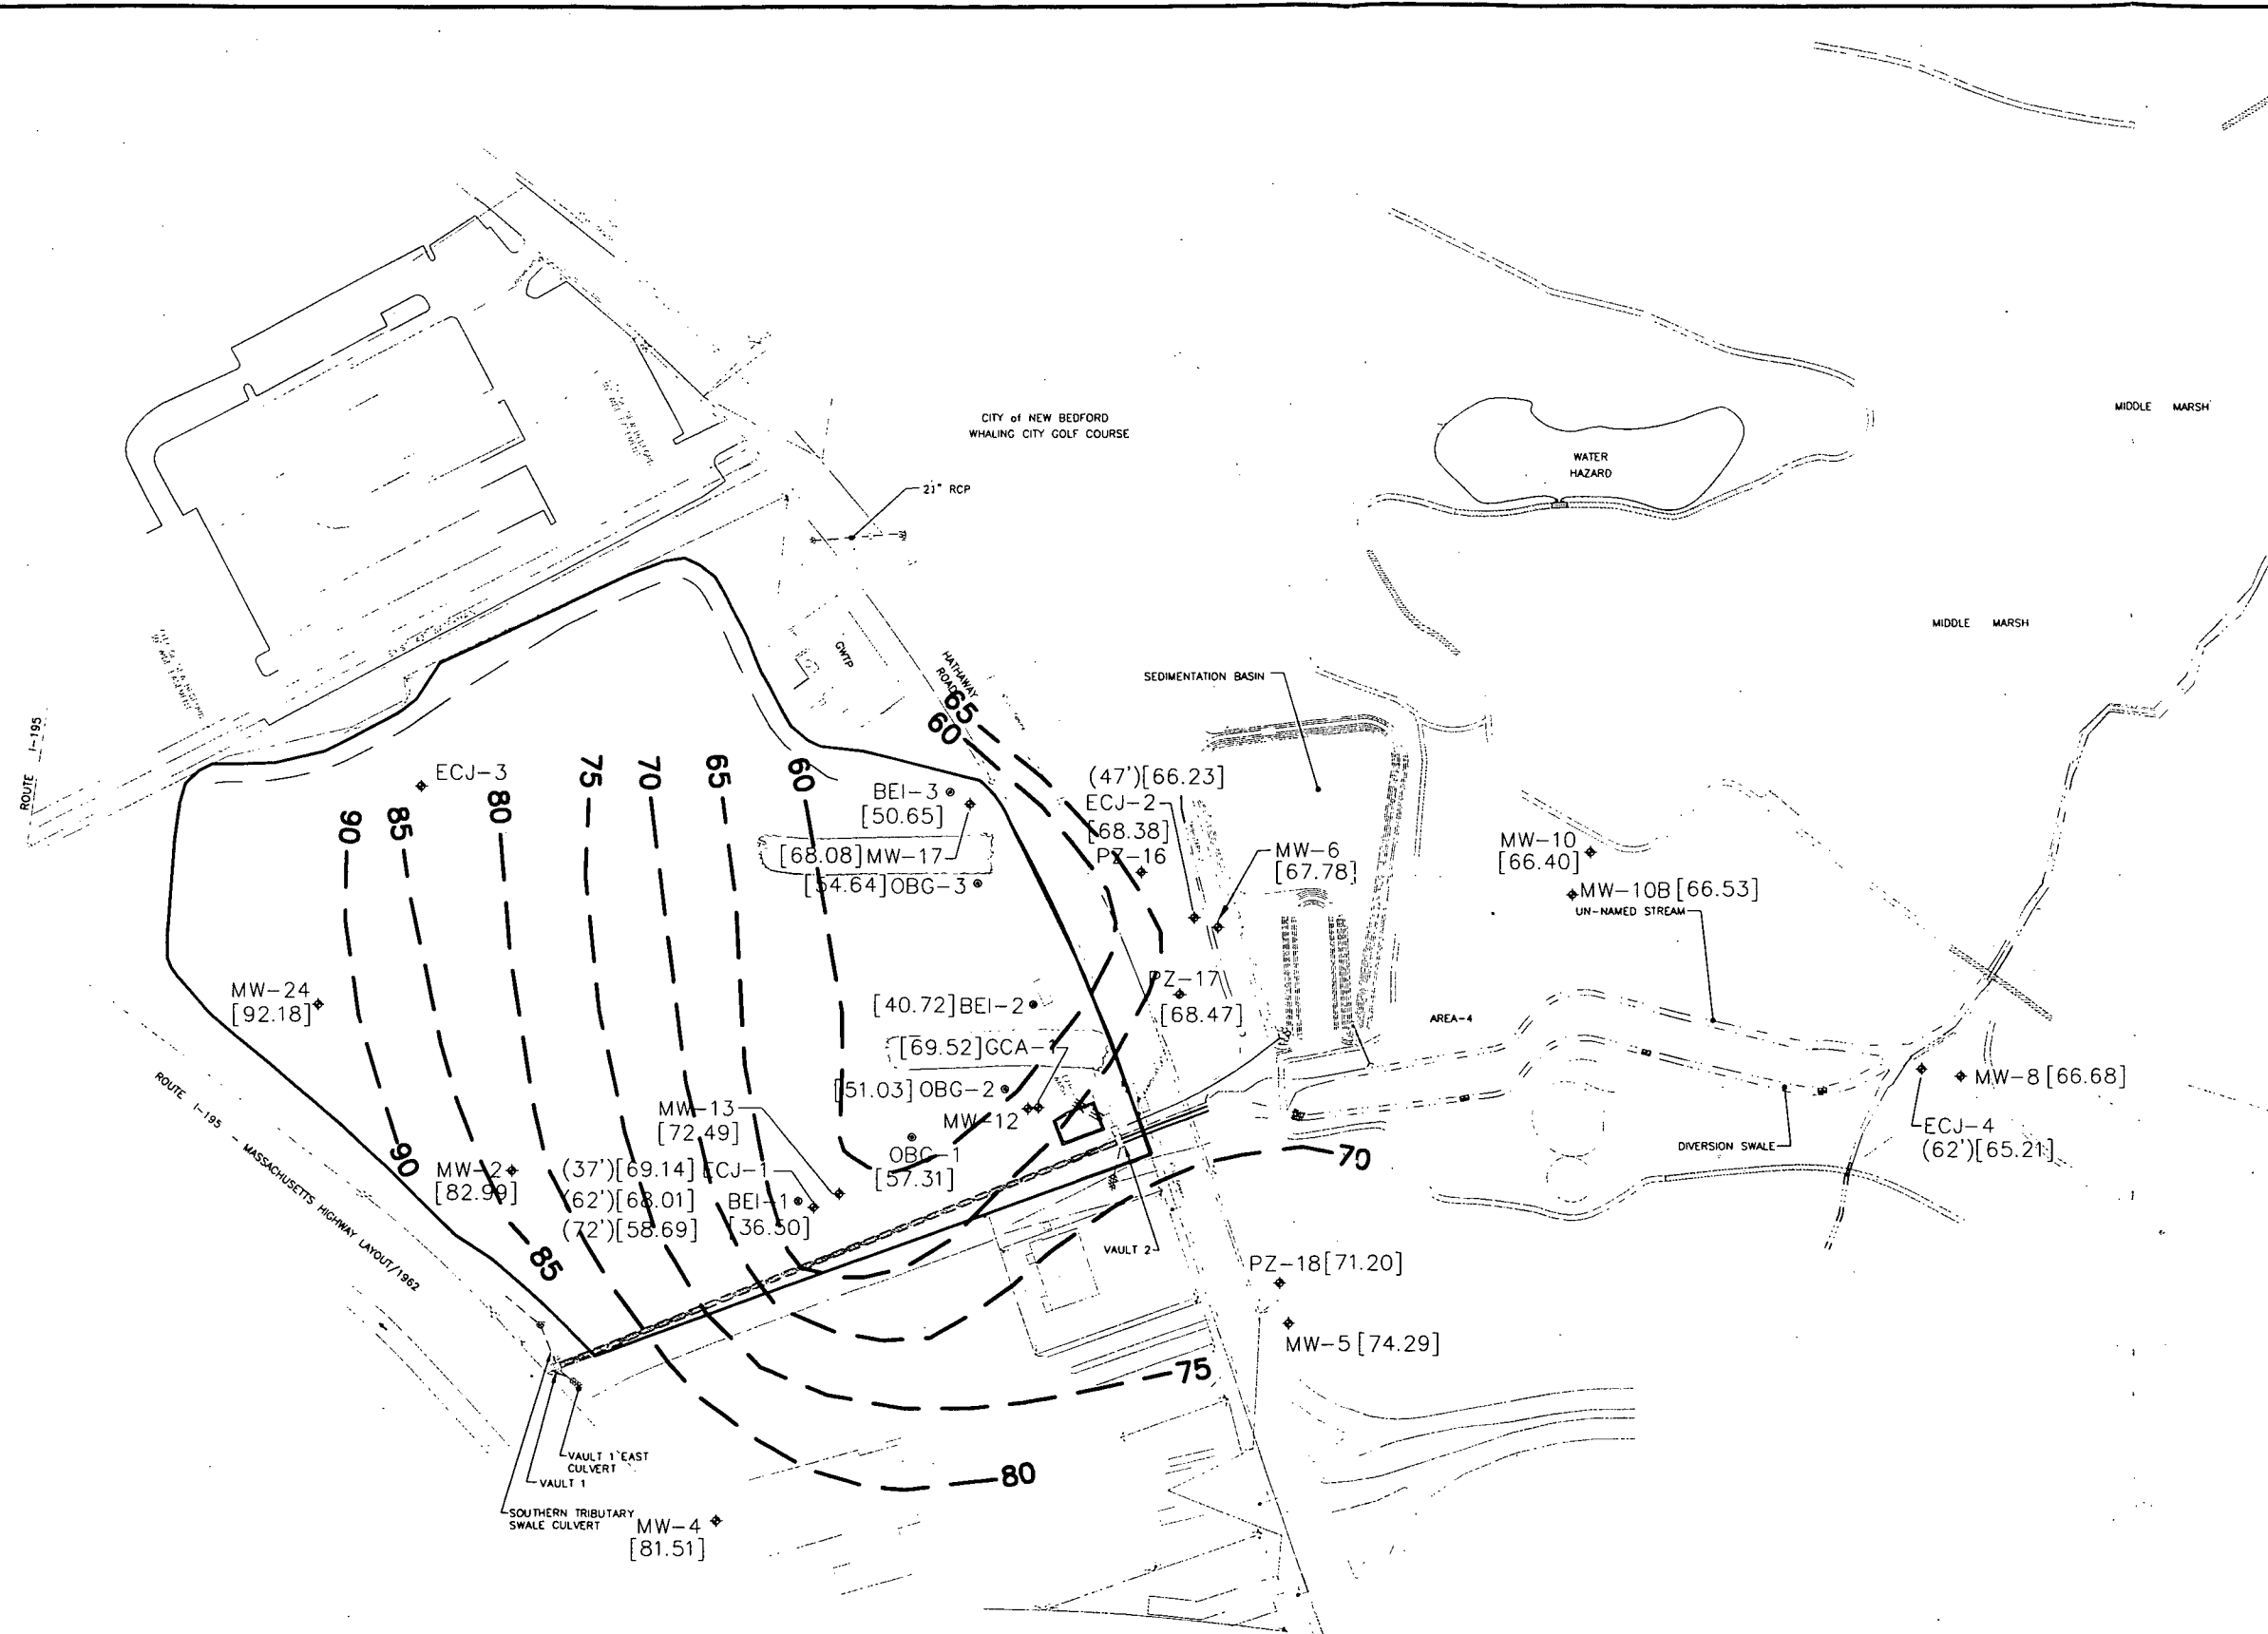 CITY of NEW BEDFORD
WHALING CITY GOLF COURSE
MIDDLE MARSH
WATER
HAZARD
21" RCP
MIDDLE MARSH
GWTP
HATHAWAY
ROAD
SEDIMENTATION BASIN
65
60
ROUTE I-195
ECJ-3
90
85
80
75
70
65
60
BEI-3
[50.65]
[68.08]MW-17
[54.64]OBG-3
(47')[66.23]
ECJ-2
[68.38]
PZ-16
MW-6
[67.78]
MW-10
[66.40]
MW-10B[66.53]
UN-NAMED STREAM
MW-24
[92.18]
[40.72]BEI-2
PZ-17
[68.47]
AREA-4
[69.52]GCA-1
[51.03]OBG-2
MW-12
MW-13
[72.49]
OBG-1
[57.31]
MW-8[66.68]
ECJ-4
(62')[65.21]
DIVERSION SWALE
ROUTE I-195 - MASSACHUSETTS HIGHWAY LAYOUT/1962
90
MW-2
[82.99]
(37')[69.14]ECJ-1
(62')[68.01]
(72')[58.69]
BEI-1
[36.50]
70
85
VAULT 2
PZ-18[71.20]
MW-5[74.29]
75
80
VAULT 1 EAST
CULVERT
VAULT 1
SOUTHERN TRIBUTARY
SWALE CULVERT
MW-4
[81.51]